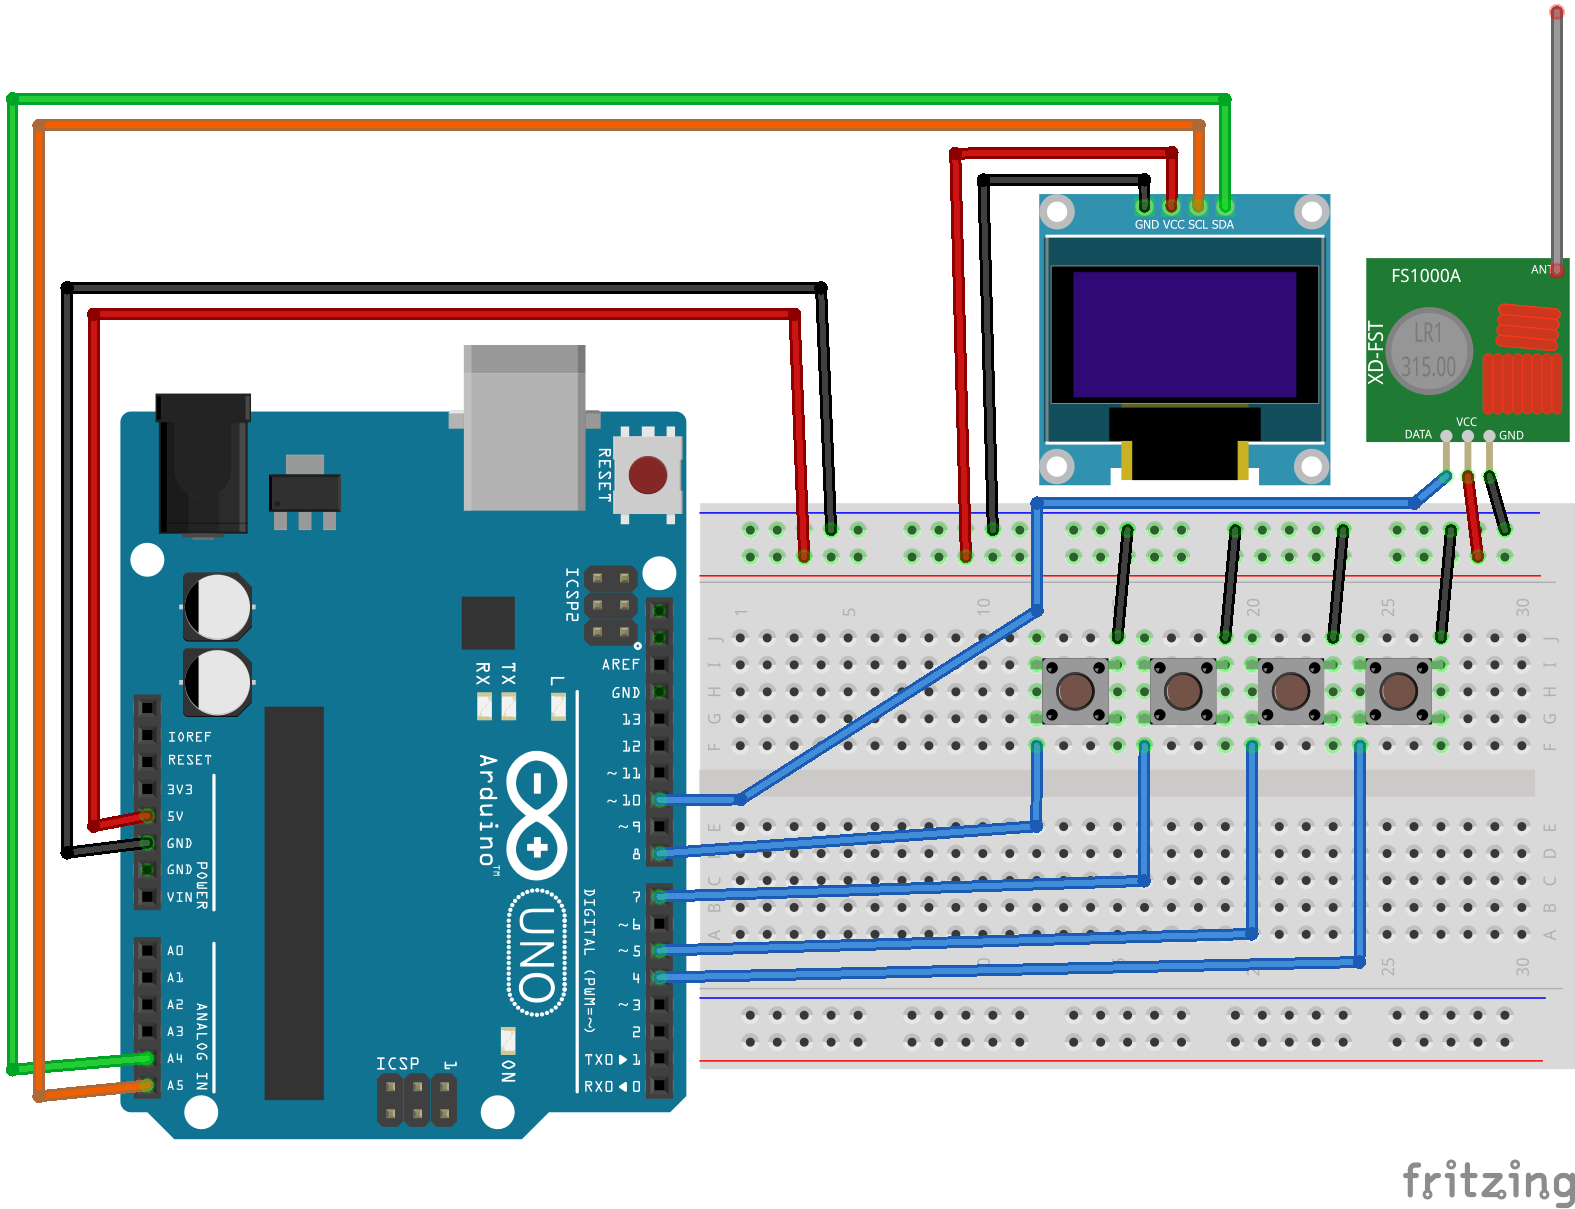 GND VCC SCL SDA
FS1000A
ANT
XD-FST
LR1
315.00
DATA
VCC
GND
RESET
ICSP2
AREF
GND
13
12
~11
~10
~9
8
7
~6
~5
4
~3
2
TX0▶1
RX0◀0
RX
TX
L
IOREF
RESET
3V3
5V
GND
GND
VIN
POWER
A0
A1
A2
A3
A4
A5
ANALOG IN
Arduino™
UNO
DIGITAL (PWM=~)
ON
ICSP
1
1
5
10
20
25
30
J
I
H
G
F
J
I
H
G
F
E
C
B
A
E
D
C
B
A
25
30
fritzing